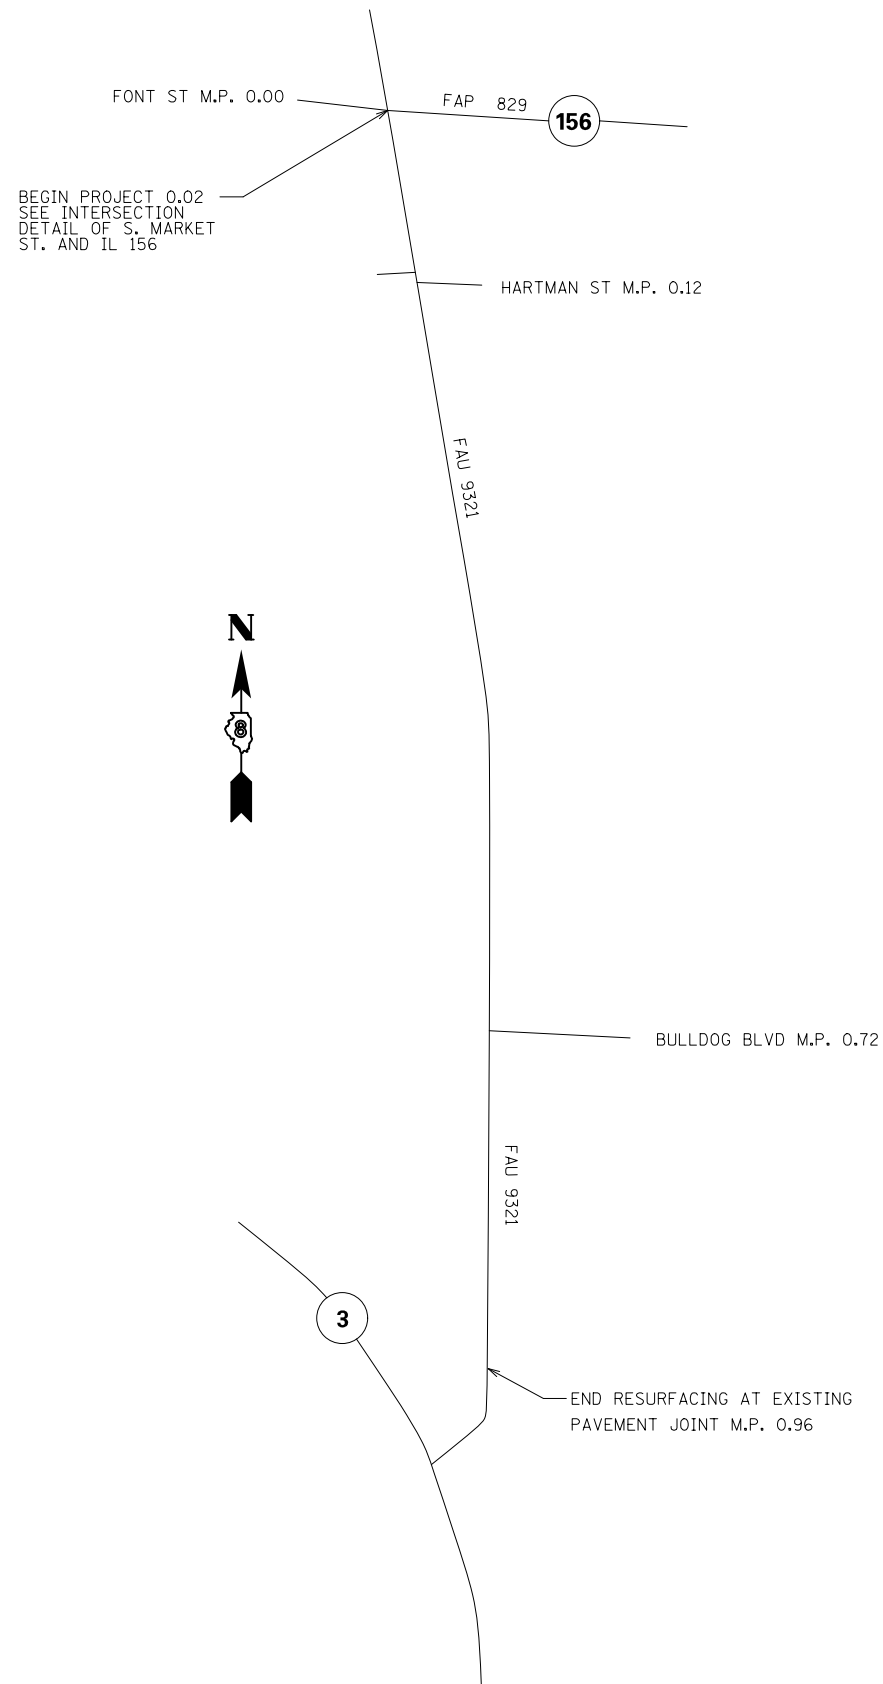 FONT ST M.P. 0.00
FAP 829
156
BEGIN PROJECT 0.02
SEE INTERSECTION
DETAIL OF S. MARKET
ST. AND IL 156
HARTMAN ST M.P. 0.12
FAU 9321
N
8
BULLDOG BLVD M.P. 0.72
FAU 9321
3
END RESURFACING AT EXISTING
PAVEMENT JOINT M.P. 0.96